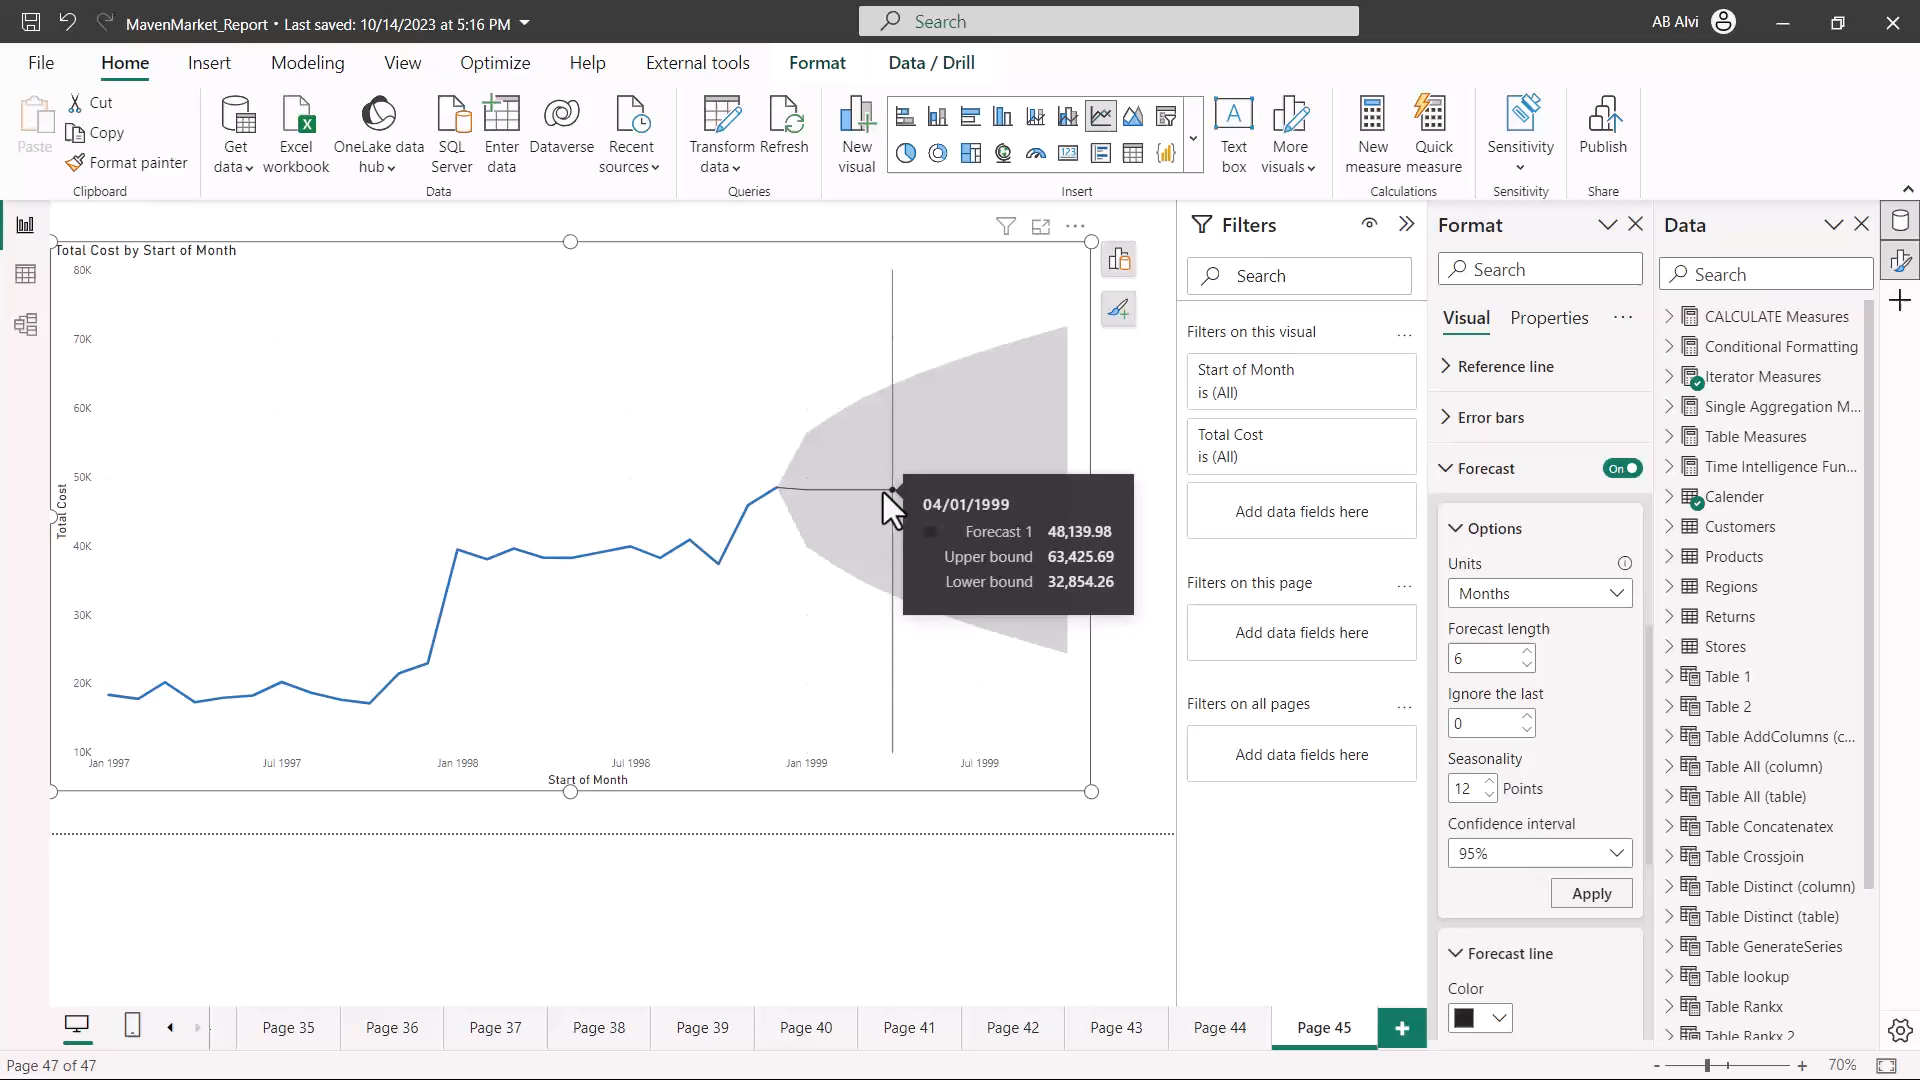 MavenMarket_Report • Last saved: 10/14/2023 at 5:16 PM
Search
AB Alvi
File
Home
Insert
Modeling
View
Optimize
Help
External tools
Format
Data / Drill
Paste
Cut
Copy
Format painter
Clipboard
Get
data
Excel
workbook
OneLake data
hub
SQL
Server
Enter
data
Dataverse
Recent
sources
Data
Transform
data
Refresh
Queries
New
visual
Text
box
More
visuals
Insert
New
measure
Quick
measure
Calculations
Sensitivity
Sensitivity
Publish
Share
Total Cost by Start of Month
80K
70K
60K
50K
40K
30K
20K
10K
Total Cost
Jan 1997
Jul 1997
Jan 1998
Jul 1998
Jan 1999
Jul 1999
Start of Month
04/01/1999
Forecast 1 48,139.98
Upper bound 63,425.69
Lower bound 32,854.26
Filters
Search
Filters on this visual
Start of Month
is (All)
Total Cost
is (All)
Add data fields here
Filters on this page
Add data fields here
Filters on all pages
Add data fields here
Format
Search
Visual
Properties
Reference line
Error bars
Forecast
On
Options
Units
Months
Forecast length
6
Ignore the last
0
Seasonality
12 Points
Confidence interval
95%
Apply
Forecast line
Color
Data
Search
CALCULATE Measures
Conditional Formatting
Iterator Measures
Single Aggregation M...
Table Measures
Time Intelligence Fun...
Calender
Customers
Products
Regions
Returns
Stores
Table 1
Table 2
Table AddColumns (c...
Table All (column)
Table All (table)
Table Concatenatex
Table Crossjoin
Table Distinct (column)
Table Distinct (table)
Table GenerateSeries
Table lookup
Table Rankx
Table Rankx 2
Page 35
Page 36
Page 37
Page 38
Page 39
Page 40
Page 41
Page 42
Page 43
Page 44
Page 45
Page 47 of 47
70%